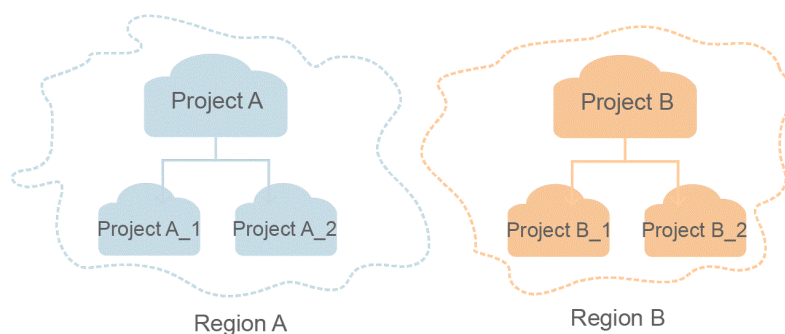 Project A
Project B
Project A_1
Project A_2
Project B_1
Project B_2
Region A
Region B